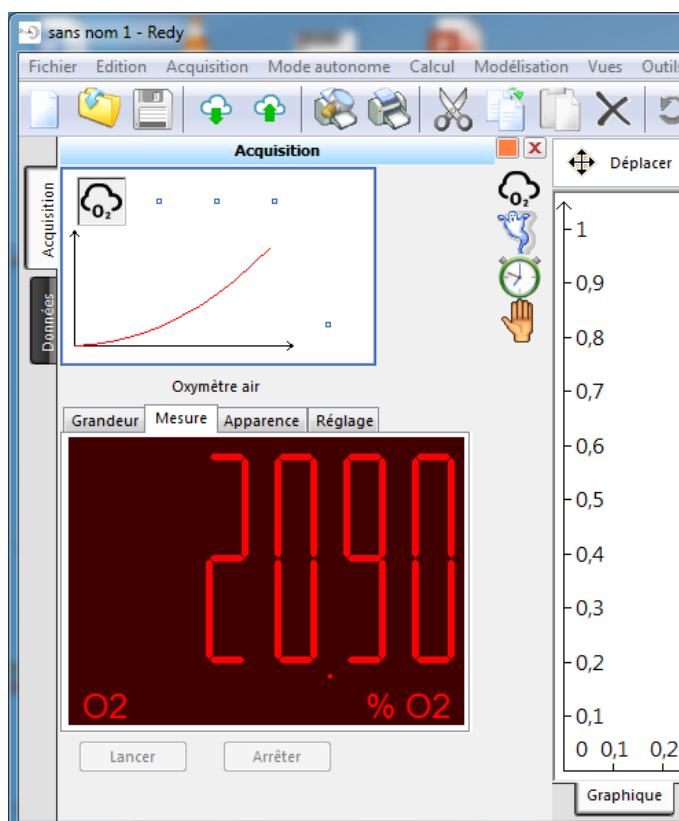 sans nom 1 - Redy
Fichier Edition Acquisition Mode autonome Calcul Modélisation Vues Outils
Acquisition
Déplacer
Acquisition
Données
O₂
O₂
1
0,9
0,8
0,7
0,6
0,5
0,4
0,3
0,2
0,1
0 0,1 0,2
Oxymètre air
Grandeur Mesure Apparence Réglage
20.90
O2 % O2
Lancer Arrêter
Graphique